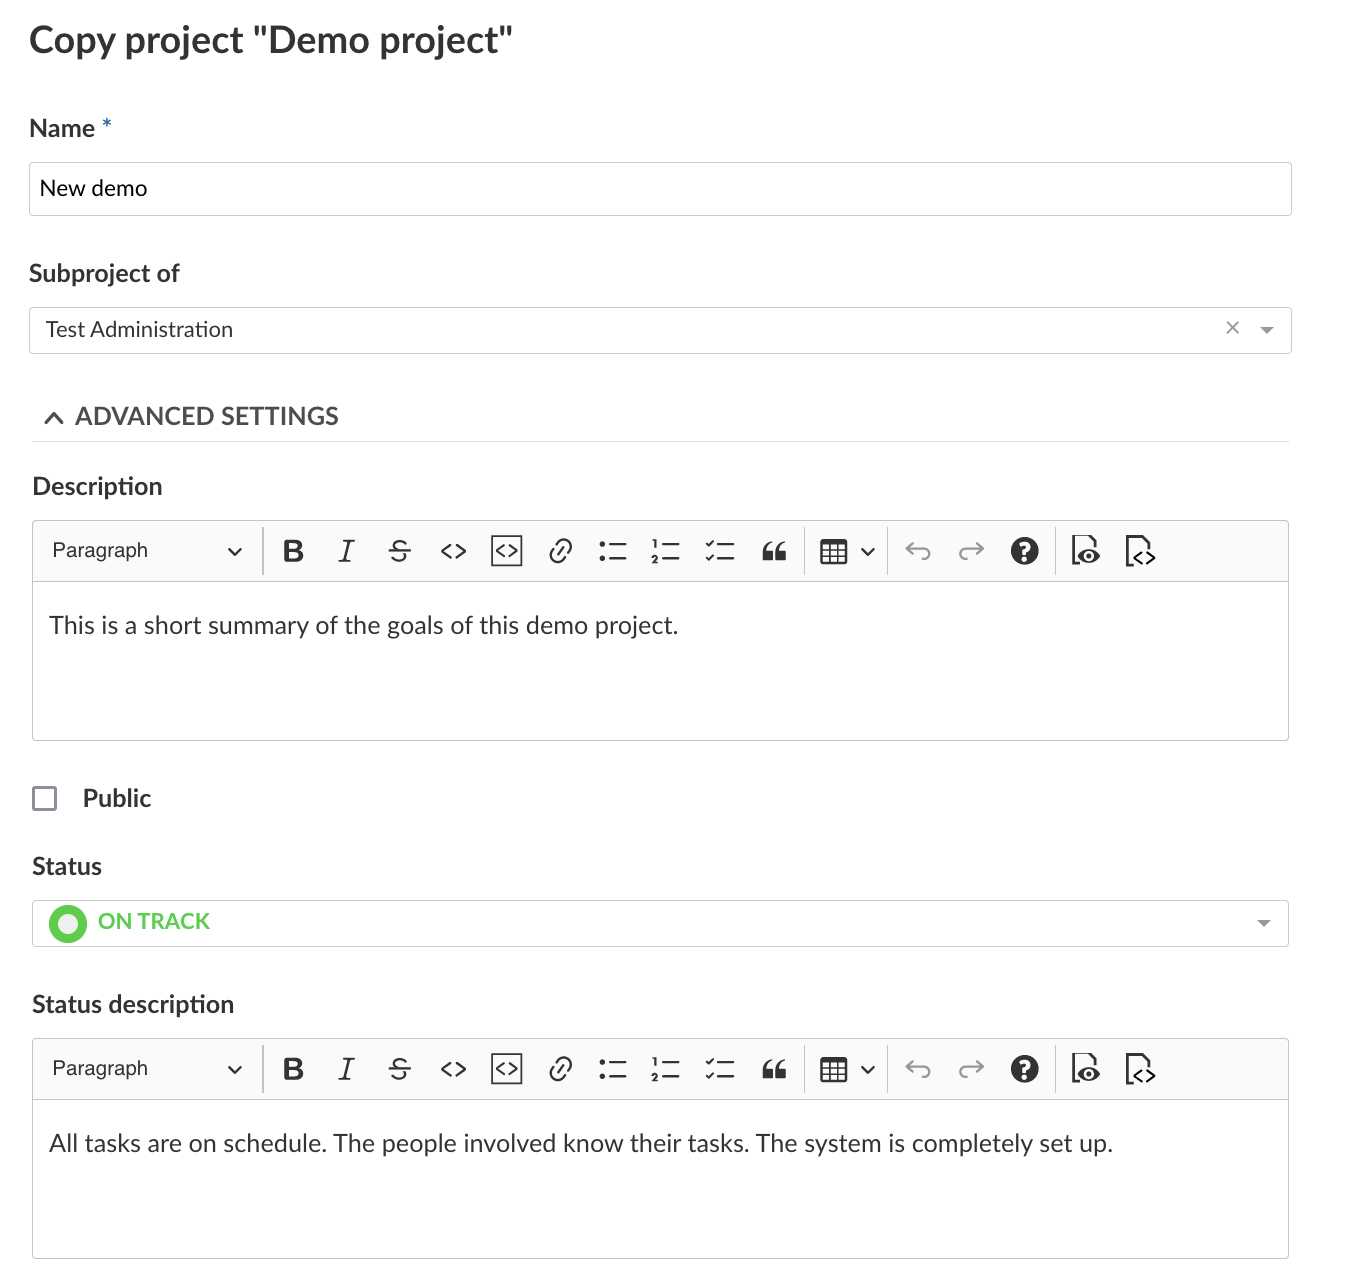 Copy project "Demo project"
Name *
New demo
Subproject of
Test Administration
ADVANCED SETTINGS
Description
Paragraph
This is a short summary of the goals of this demo project.
Public
Status
ON TRACK
Status description
Paragraph
All tasks are on schedule. The people involved know their tasks. The system is completely set up.